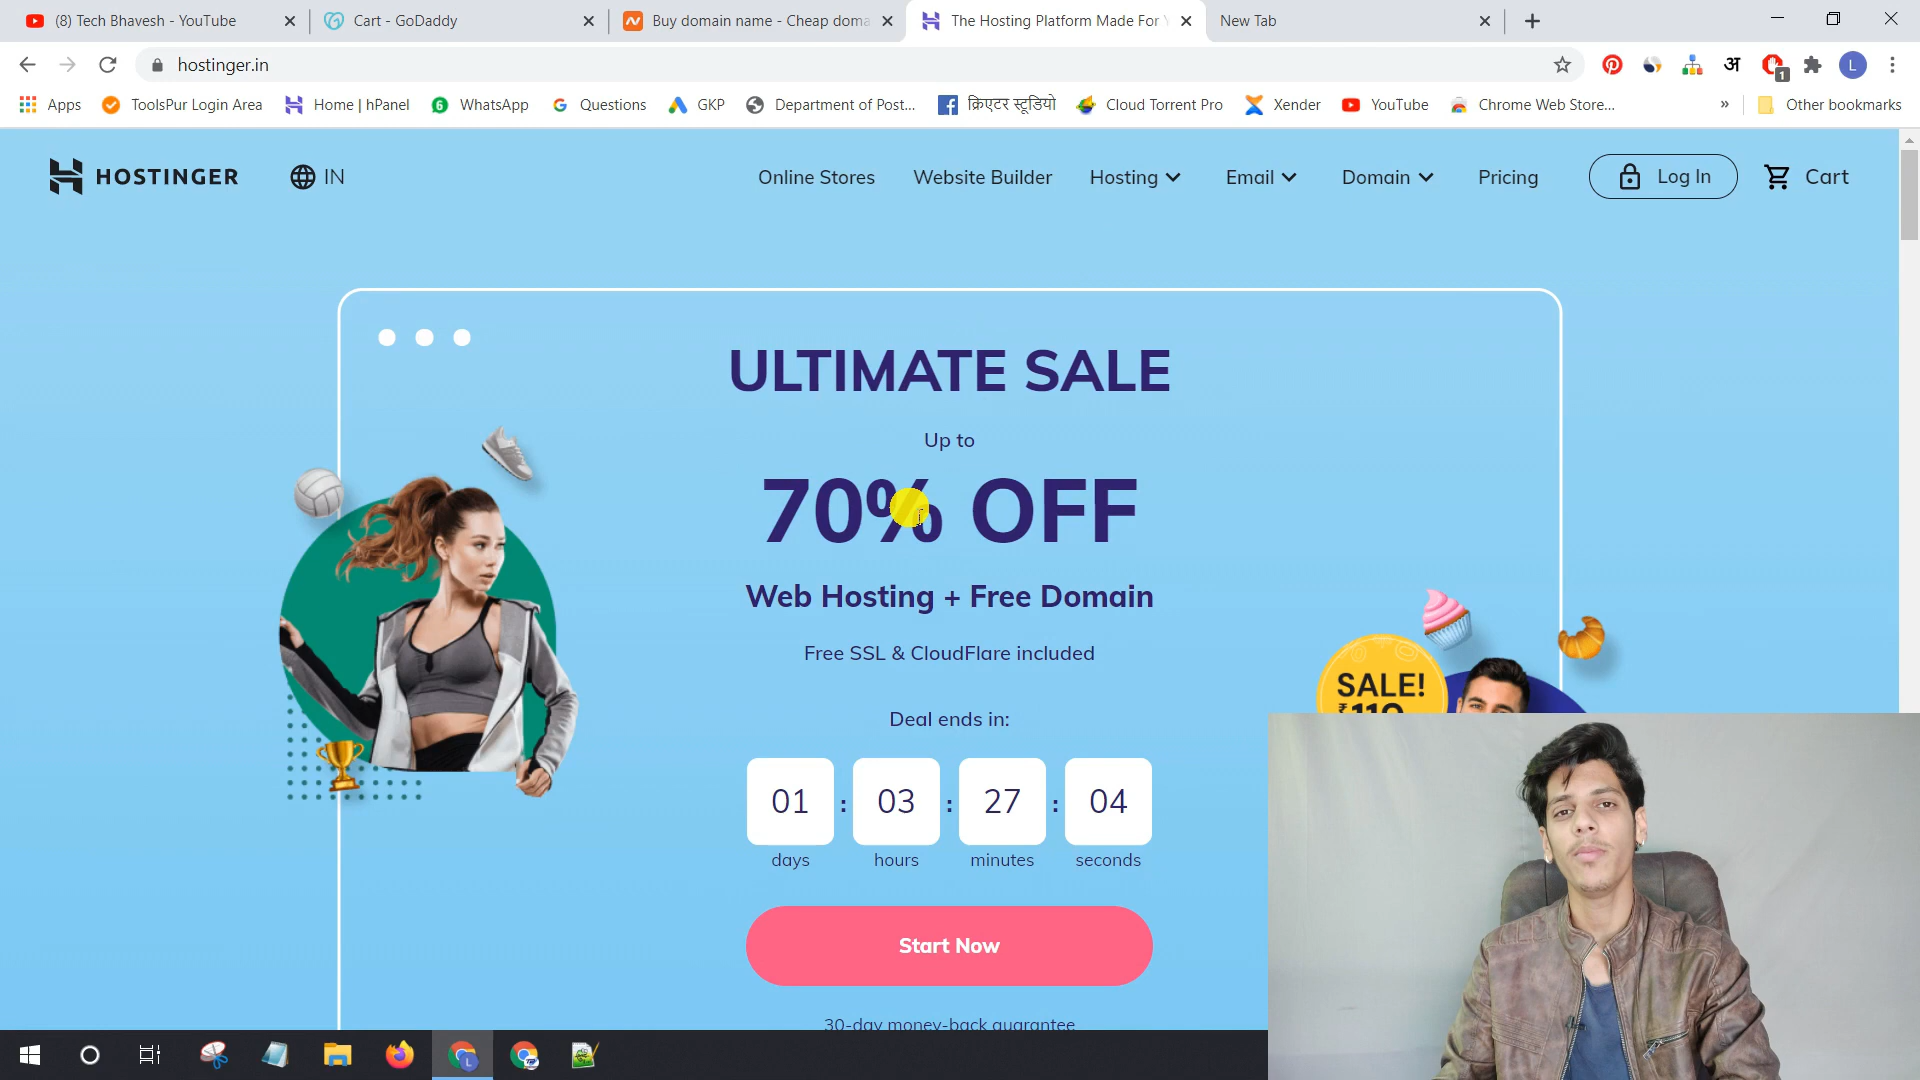 (8) Tech Bhavesh - YouTube
Cart - GoDaddy
Buy domain name - Cheap doma
The Hosting Platform Made For
New Tab
hostinger.in
1
L
Apps
ToolsPur Login Area
Home | hPanel
WhatsApp
Questions
GKP
Department of Post...
क्रिएटर स्टूडियो
Cloud Torrent Pro
Xender
YouTube
Chrome Web Store...
»
Other bookmarks
HOSTINGER
IN
Online Stores
Website Builder
Hosting
Email
Domain
Pricing
Log In
Cart
ULTIMATE SALE
Up to
70% OFF
Web Hosting + Free Domain
Free SSL & CloudFlare included
SALE!
₹119
Deal ends in:
01 : 03 : 27 : 04
days hours minutes seconds
Start Now
30-day money-back guarantee